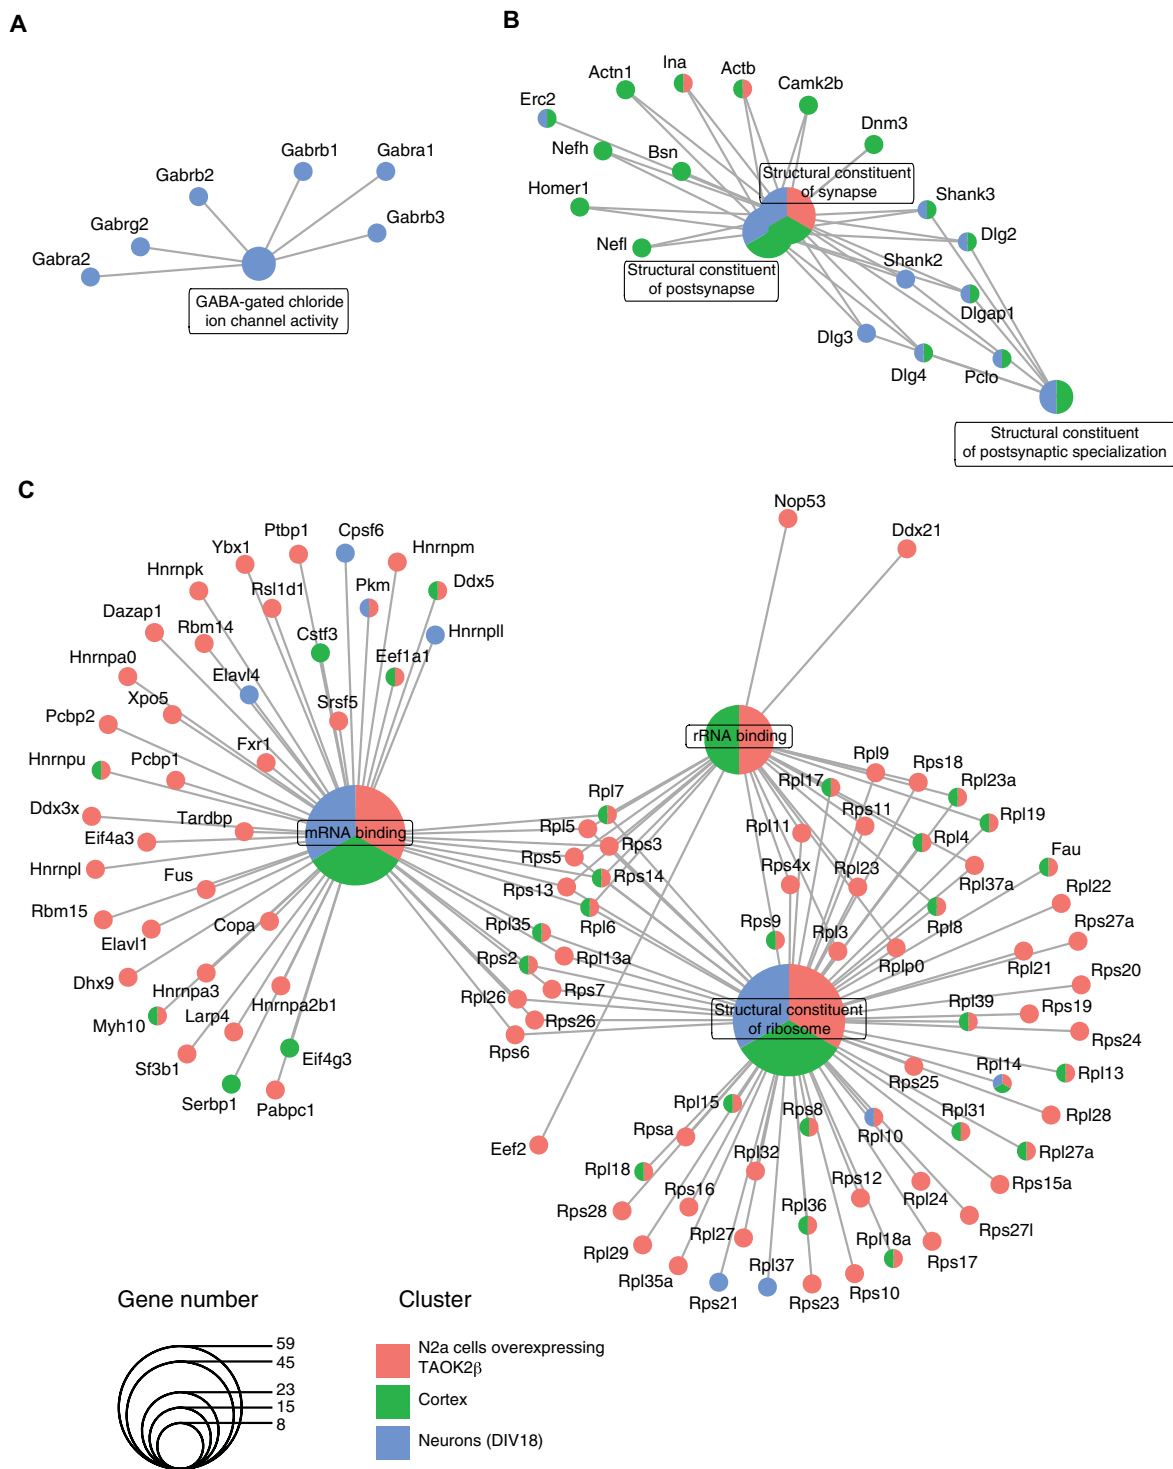 A
Gabrb1
Gabra1
Gabrb2
Gabrg2
Gabrb3
Gabra2
GABA-gated chloride
ion channel activity
B
Ina
Actb
Actn1
Camk2b
Erc2
Dnm3
Nefh
Bsn
Structural constituent
of synapse
Homer1
Shank3
Nefl
Dlg2
Shank2
Structural constituent
of postsynapse
Dlgap1
Dlg3
Dlg4
Pclo
Structural constituent
of postsynaptic specialization
C
Nop53
Ptbp1
Cpsf6
Ybx1
Hnrnpm
Ddx21
Hnrnpk
Rsl1d1
Pkm
Ddx5
Dazap1
Rbm14
Cstf3
Hnrnpll
Hnrnpa0
Elavl4
Eef1a1
Xpo5
Srsf5
Pcbp2
Fxr1
rRNA binding
Hnrnpu
Pcbp1
Rpl9
Rps18
Rpl17
Rpl23a
Rpl7
Rps11
Rpl19
Ddx3x
Tardbp
mRNA binding
Rpl5
Rps3
Rpl11
Rpl4
Eif4a3
Rps5
Fau
Hnrnpl
Fus
Rps13
Rps14
Rps4x
Rpl23
Rpl37a
Rpl22
Rbm15
Copa
Rpl35
Rpl6
Rps9
Rpl3
Rpl8
Rps27a
Elavl1
Rps2
Rpl13a
Rplp0
Rpl21
Rps20
Dhx9
Hnrnpa3
Hnrnpa2b1
Rpl26
Rps7
Structural constituent
of ribosome
Rpl39
Rps19
Myh10
Larp4
Rps26
Rps24
Sf3b1
Eif4g3
Rps6
Rps25
Rpl14
Rpl13
Serbp1
Pabpc1
Rpl15
Rps8
Rpl31
Rpl28
Eef2
Rpsa
Rpl10
Rpl27a
Rpl18
Rpl32
Rps12
Rps15a
Rps28
Rps16
Rpl36
Rpl24
Rps27l
Rpl29
Rpl27
Rpl18a
Rps17
Rpl35a
Rpl37
Rps10
Rps21
Rps23
Gene number
59
45
23
15
8
Cluster
N2a cells overexpressing
TAOK2β
Cortex
Neurons (DIV18)